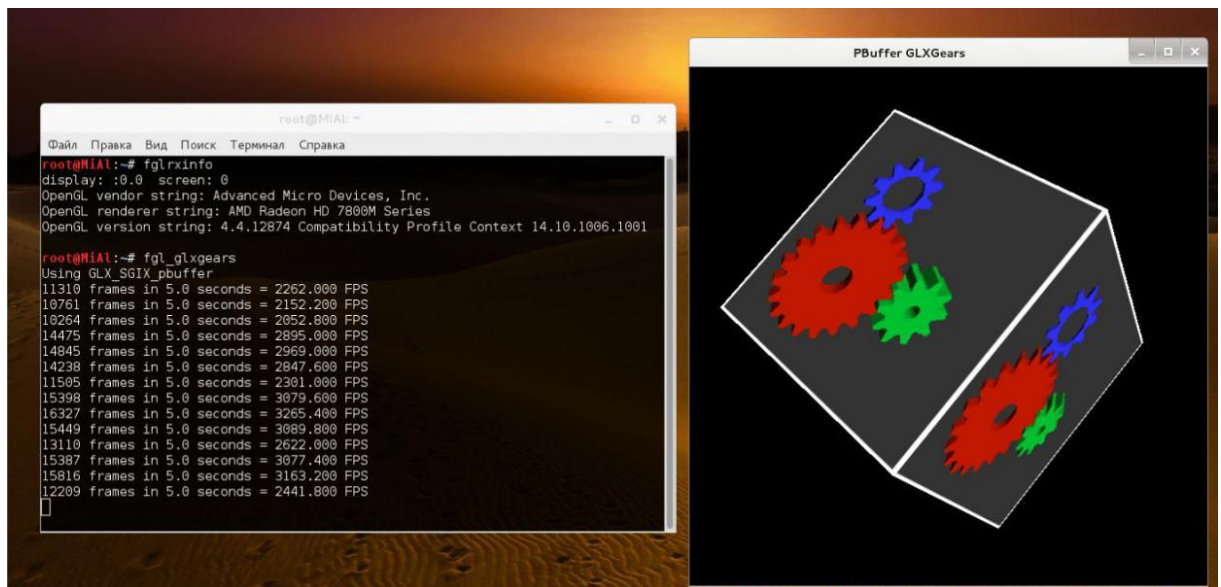 root@MiAl: ~
Файл Правка Вид Поиск Терминал Справка
root@MiAl:~# fglrxinfo
display: :0.0 screen: 0
OpenGL vendor string: Advanced Micro Devices, Inc.
OpenGL renderer string: AMD Radeon HD 7800M Series
OpenGL version string: 4.4.12874 Compatibility Profile Context 14.10.1006.1001
root@MiAl:~# fgl_glxgears
Using GLX_SGIX_pbuffer
11310 frames in 5.0 seconds = 2262.000 FPS
10761 frames in 5.0 seconds = 2152.200 FPS
10264 frames in 5.0 seconds = 2052.800 FPS
14475 frames in 5.0 seconds = 2895.000 FPS
14845 frames in 5.0 seconds = 2969.000 FPS
14238 frames in 5.0 seconds = 2847.600 FPS
11505 frames in 5.0 seconds = 2301.000 FPS
15398 frames in 5.0 seconds = 3079.600 FPS
16327 frames in 5.0 seconds = 3265.400 FPS
15449 frames in 5.0 seconds = 3089.800 FPS
13110 frames in 5.0 seconds = 2622.000 FPS
15387 frames in 5.0 seconds = 3077.400 FPS
15816 frames in 5.0 seconds = 3163.200 FPS
12209 frames in 5.0 seconds = 2441.800 FPS
PBuffer GLXGears